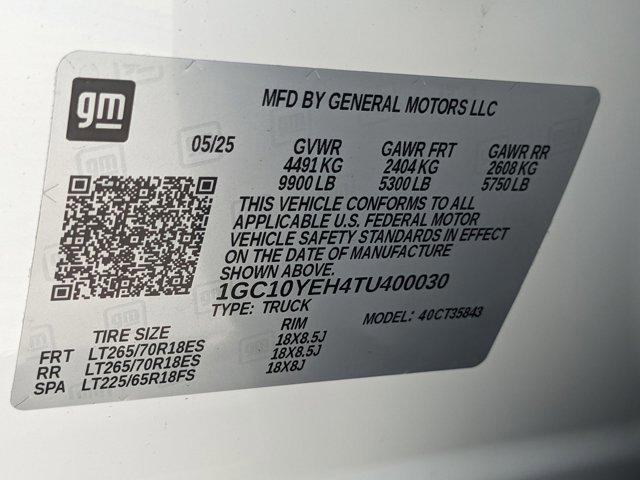 gm
MFD BY GENERAL MOTORS LLC
05/25 GVWR GAWR FRT GAWR RR
4491 KG 2404 KG 2608 KG
9900 LB 5300 LB 5750 LB
THIS VEHICLE CONFORMS TO ALL
APPLICABLE U.S. FEDERAL MOTOR
VEHICLE SAFETY STANDARDS IN EFFECT
ON THE DATE OF MANUFACTURE
SHOWN ABOVE.
1GC10YEH4TU400030
TYPE: TRUCK MODEL: 40CT35843
TIRE SIZE RIM
FRT LT265/70R18ES 18X8.5J
RR LT265/70R18ES 18X8.5J
SPA LT225/65R18FS 18X8J